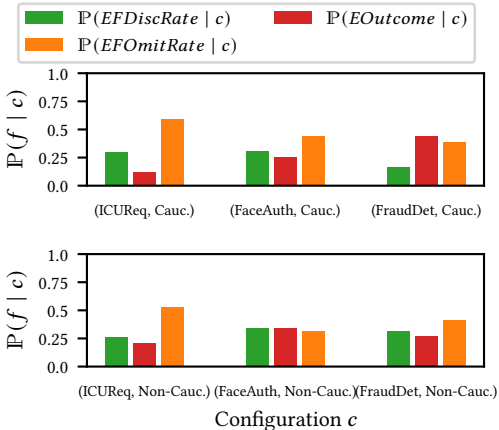 ℙ(EFDiscRate | c)
ℙ(EOutcome | c)
ℙ(EFOmitRate | c)
ℙ(f | c)
1.0
0.75
0.5
0.25
0.0
(ICUReq, Cauc.) (FaceAuth, Cauc.) (FraudDet, Cauc.)
ℙ(f | c)
1.0
0.75
0.5
0.25
0.0
(ICUReq, Non-Cauc.) (FaceAuth, Non-Cauc.) (FraudDet, Non-Cauc.)
Configuration c